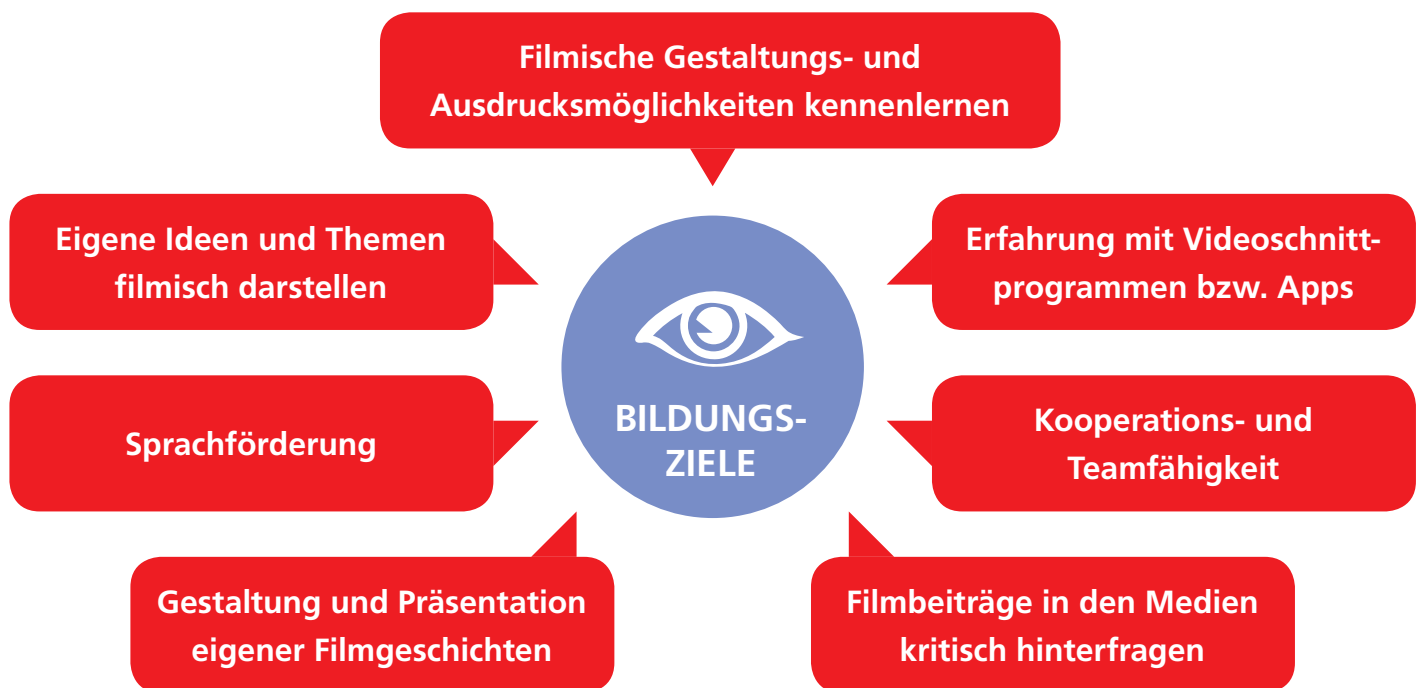 Filmische Gestaltungs- und
Ausdrucksmöglichkeiten kennenlernen
Eigene Ideen und Themen
filmisch darstellen
Erfahrung mit Videoschnitt-
programmen bzw. Apps
BILDUNGS-
ZIELE
Sprachförderung
Kooperations- und
Teamfähigkeit
Gestaltung und Präsentation
eigener Filmgeschichten
Filmbeiträge in den Medien
kritisch hinterfragen